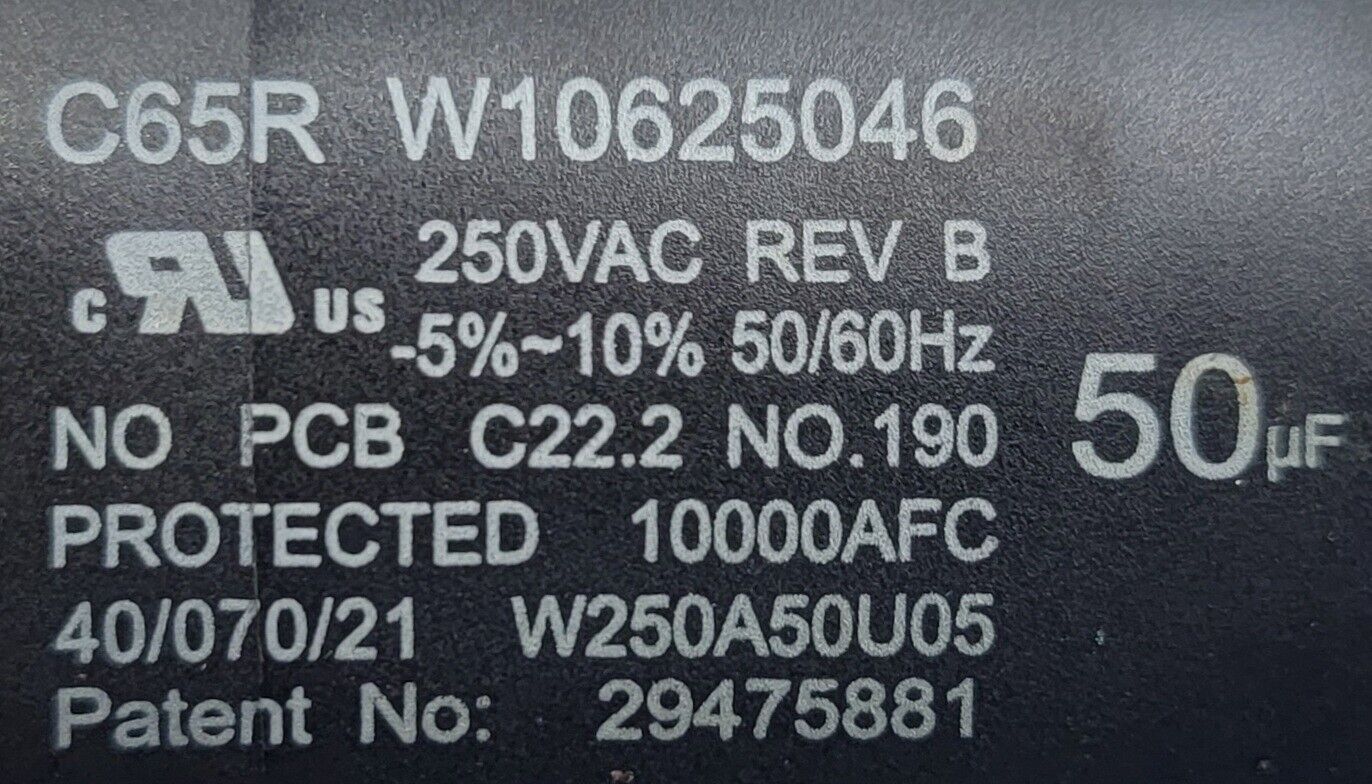 C65R W10625046
250VAC REV B
c RU US
-5%~10% 50/60Hz
50µF
NO PCB C22.2 NO.190
PROTECTED 10000AFC
40/070/21 W250A50U05
Patent No: 29475881